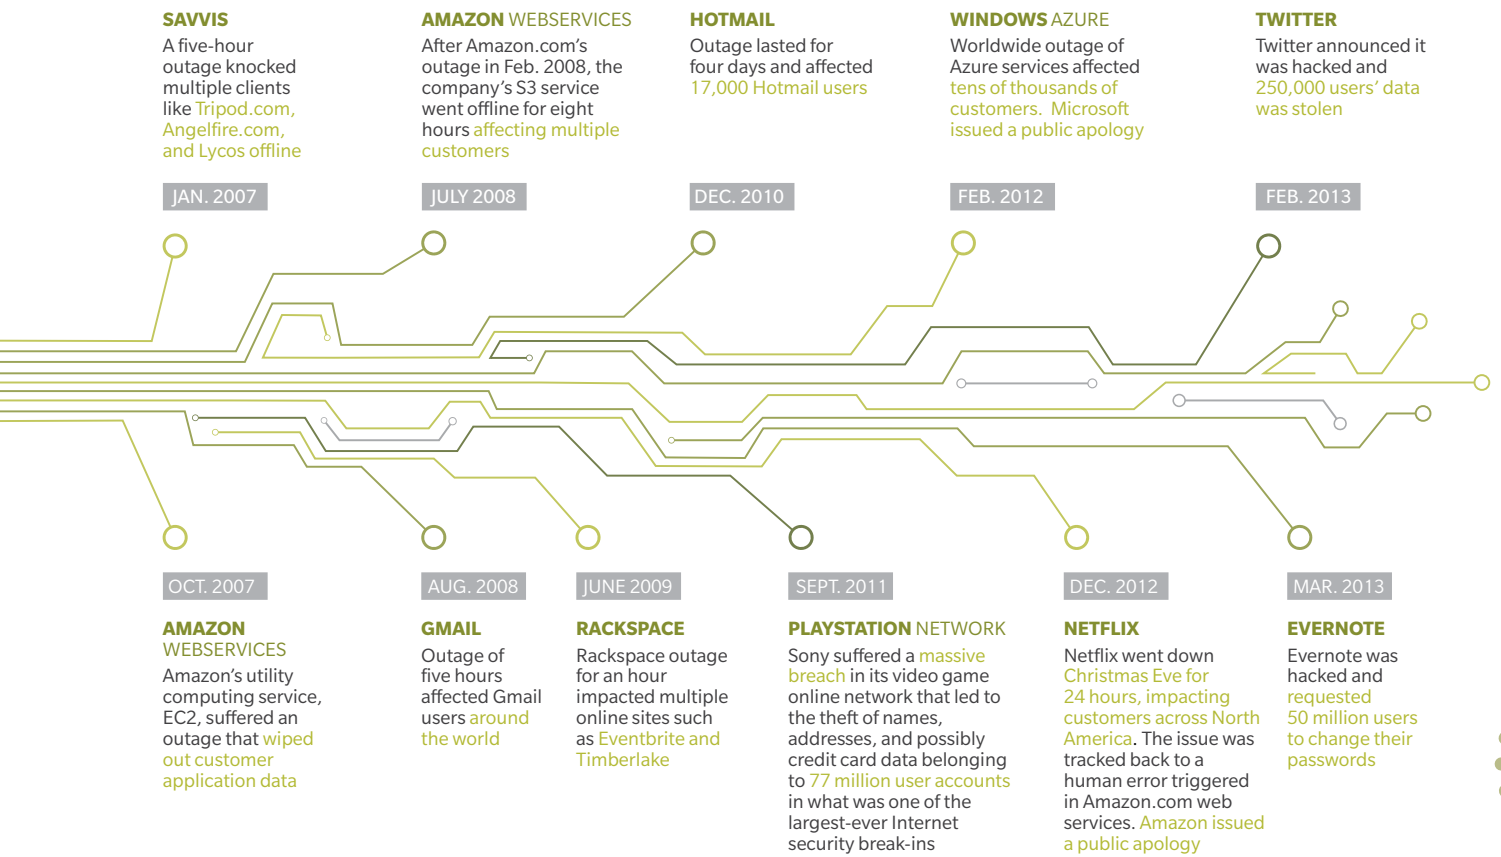 SAVVIS
A five-hour
outage knocked
multiple clients
like Tripod.com,
Angelfire.com,
and Lycos offline
JAN. 2007
AMAZON WEBSERVICES
After Amazon.com's
outage in Feb. 2008, the
company's S3 service
went offline for eight
hours affecting multiple
customers
JULY 2008
HOTMAIL
Outage lasted for
four days and affected
17,000 Hotmail users
DEC. 2010
WINDOWS AZURE
Worldwide outage of
Azure services affected
tens of thousands of
customers. Microsoft
issued a public apology
FEB. 2012
TWITTER
Twitter announced it
was hacked and
250,000 users' data
was stolen
FEB. 2013
OCT. 2007
AMAZON
WEBSERVICES
Amazon's utility
computing service,
EC2, suffered an
outage that wiped
out customer
application data
AUG. 2008
GMAIL
Outage of
five hours
affected Gmail
users around
the world
JUNE 2009
RACKSPACE
Rackspace outage
for an hour
impacted multiple
online sites such
as Eventbrite and
Timberlake
SEPT. 2011
PLAYSTATION NETWORK
Sony suffered a massive
breach in its video game
online network that led to
the theft of names,
addresses, and possibly
credit card data belonging
to 77 million user accounts
in what was one of the
largest-ever Internet
security break-ins
DEC. 2012
NETFLIX
Netflix went down
Christmas Eve for
24 hours, impacting
customers across North
America. The issue was
tracked back to a
human error triggered
in Amazon.com web
services. Amazon issued
a public apology
MAR. 2013
EVERNOTE
Evernote was
hacked and
requested
50 million users
to change their
passwords